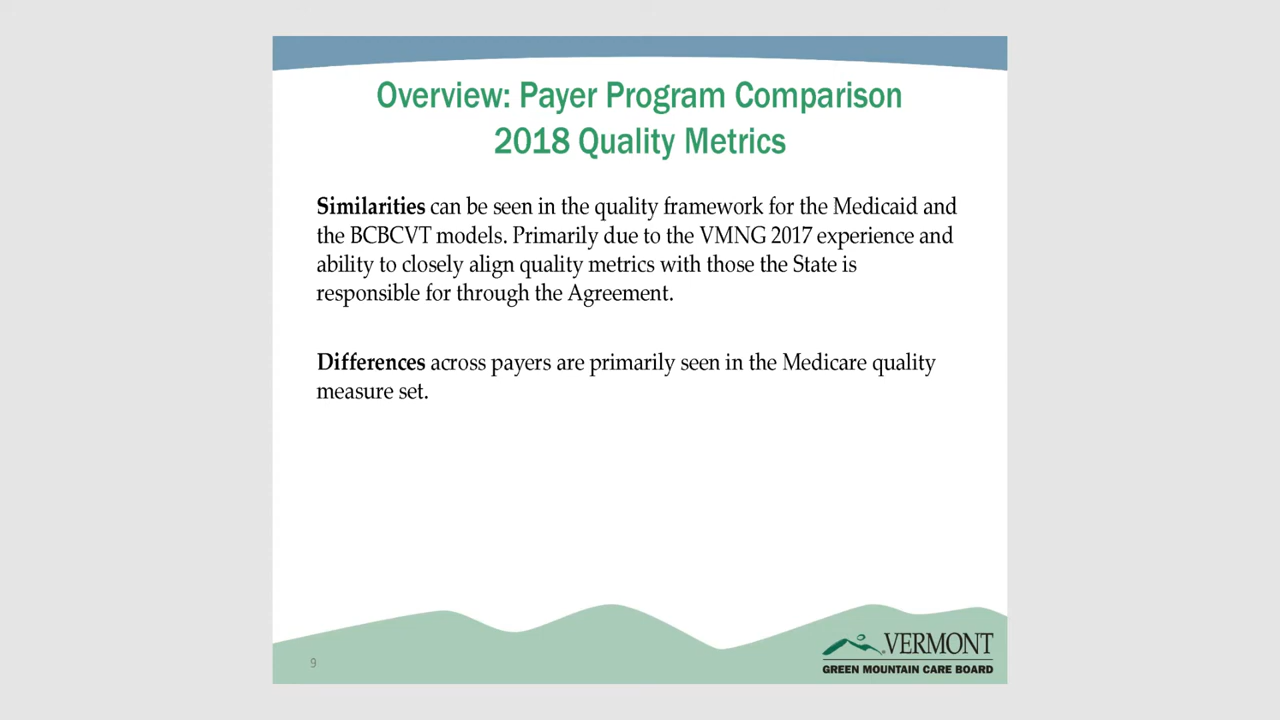 Overview: Payer Program Comparison
2018 Quality Metrics
Similarities can be seen in the quality framework for the Medicaid and
the BCBCVT models. Primarily due to the VMNG 2017 experience and
ability to closely align quality metrics with those the State is
responsible for through the Agreement.
Differences across payers are primarily seen in the Medicare quality
measure set.
9
VERMONT
GREEN MOUNTAIN CARE BOARD